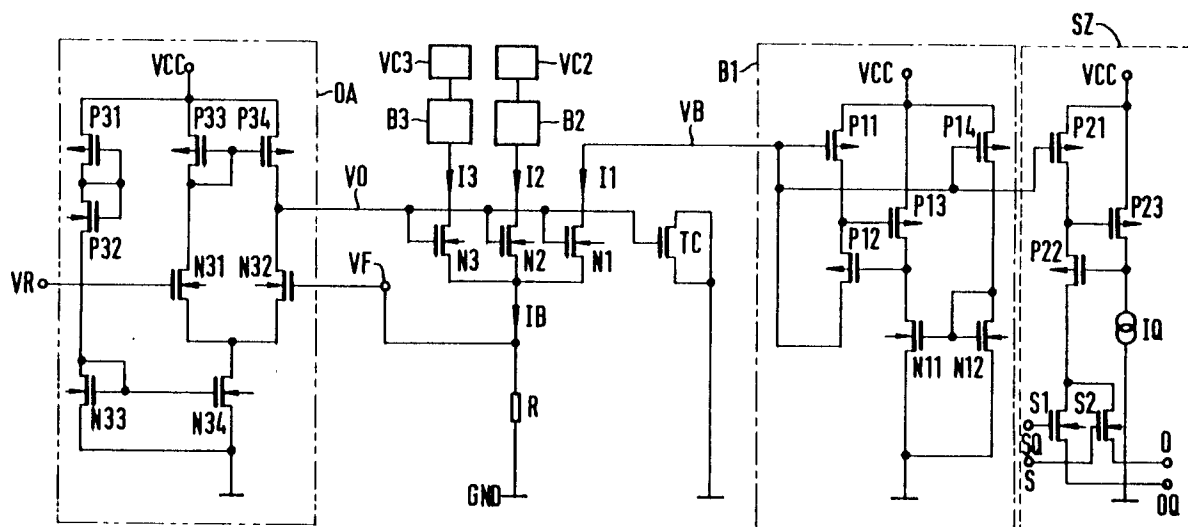 SZ
VCC
OA
VC3
VC2
B1
VCC
VCC
P31
P33
P34
B3
B2
VB
P11
P14
P21
VO
I3
I2
I1
P13
P23
P32
P12
P22
TC
N3
N2
N1
VR
N31
N32
VF
IB
IQ
N11
N12
N33
N34
R
S1
S2
SQ
S
O
OQ
GND